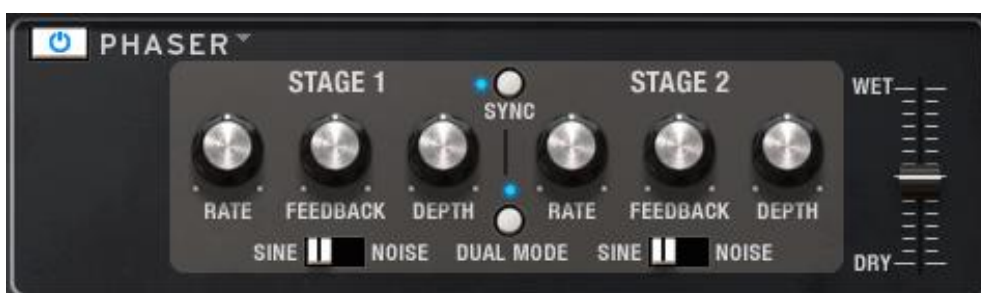 PHASER
STAGE 1 STAGE 2
WET
SYNC
RATE FEEDBACK DEPTH RATE FEEDBACK DEPTH
SINE NOISE DUAL MODE SINE NOISE
DRY